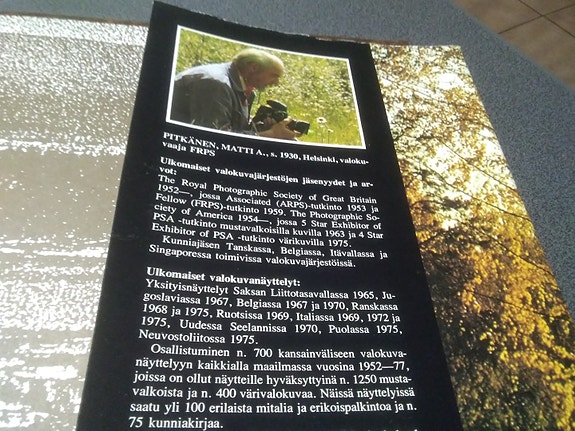 PITKÄNEN, MATTI A., s. 1930, Helsinki, valoku-
vaaja FRPS
Ulkomaiset valokuvajärjestöjen jäsenyydet ja ar-
vot:
The Royal Photographic Society of Great Britain
1952—, jossa Associated (ARPS)-tutkinto 1953 ja
Fellow (FRPS)-tutkinto 1959. The Photographic So-
ciety of America 1954—, jossa 5 Star Exhibitor of
PSA -tutkinto mustavalkoisilla kuvilla 1963 ja 4 Star
Exhibitor of PSA -tutkinto värikuvilla 1975.
Kunniajäsen Tanskassa, Belgiassa, Itävallassa ja
Singaporessa toimivissa valokuvajärjestöissä.
Ulkomaiset valokuvanäyttelyt:
Yksityisnäyttelyt Saksan Liittotasavallassa 1965, Ju-
goslaviassa 1967, Belgiassa 1967 ja 1970, Ranskassa
1968 ja 1975, Ruotsissa 1969, Italiassa 1969, 1972 ja
1975, Uudessa Seelannissa 1970, Puolassa 1975,
Neuvostoliitossa 1975.
Osallistuminen n. 700 kansainväliseen valokuva-
näyttelyyn kaikkialla maailmassa vuosina 1952—77,
joissa on ollut näytteille hyväksyttyinä n. 1250 musta-
valkoista ja n. 400 värivalokuvaa. Näissä näyttelyissä
saatu yli 100 erilaista mitalia ja erikoispalkintoa ja n.
75 kunniakirjaa.